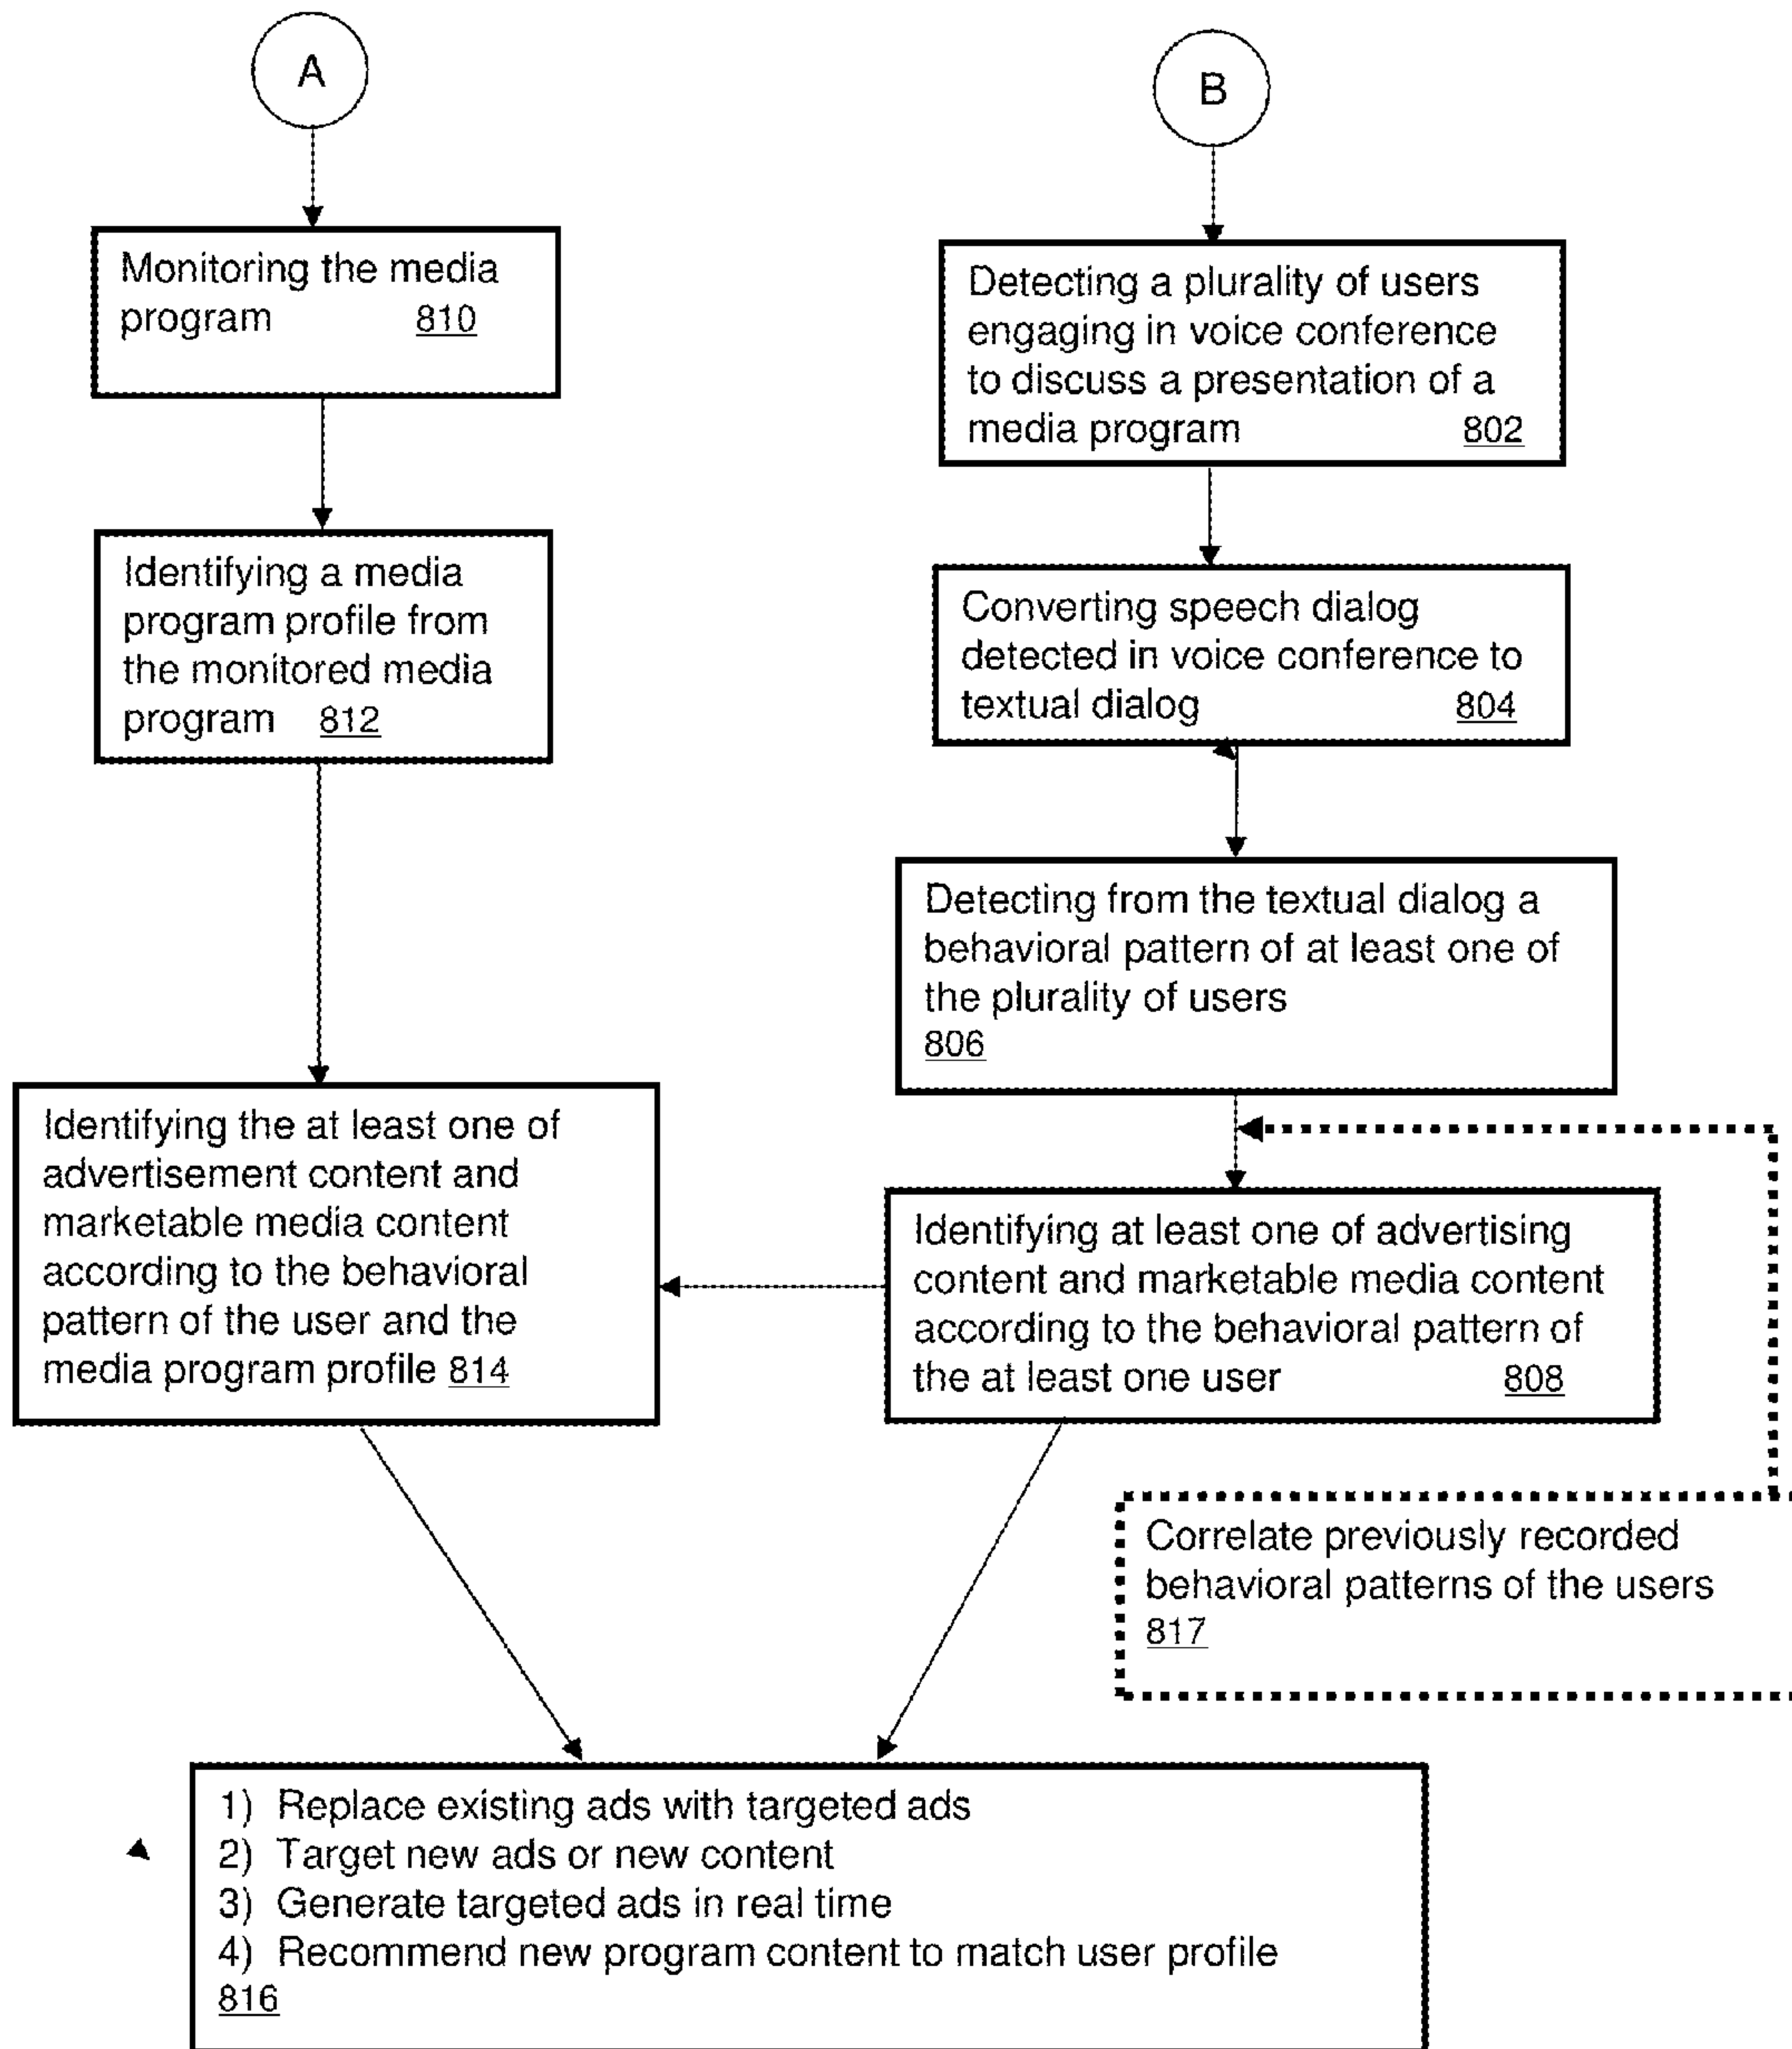 A
Monitoring the media
program 810
Identifying a media
program profile from
the monitored media
program 812
Identifying the at least one of
advertisement content and
marketable media content
according to the behavioral
pattern of the user and the
media program profile 814
B
Detecting a plurality of users
engaging in voice conference
to discuss a presentation of a
media program 802
Converting speech dialog
detected in voice conference to
textual dialog 804
Detecting from the textual dialog a
behavioral pattern of at least one of
the plurality of users
806
Identifying at least one of advertising
content and marketable media content
according to the behavioral pattern of
the at least one user 808
Correlate previously recorded
behavioral patterns of the users
817
1) Replace existing ads with targeted ads
2) Target new ads or new content
3) Generate targeted ads in real time
4) Recommend new program content to match user profile
816